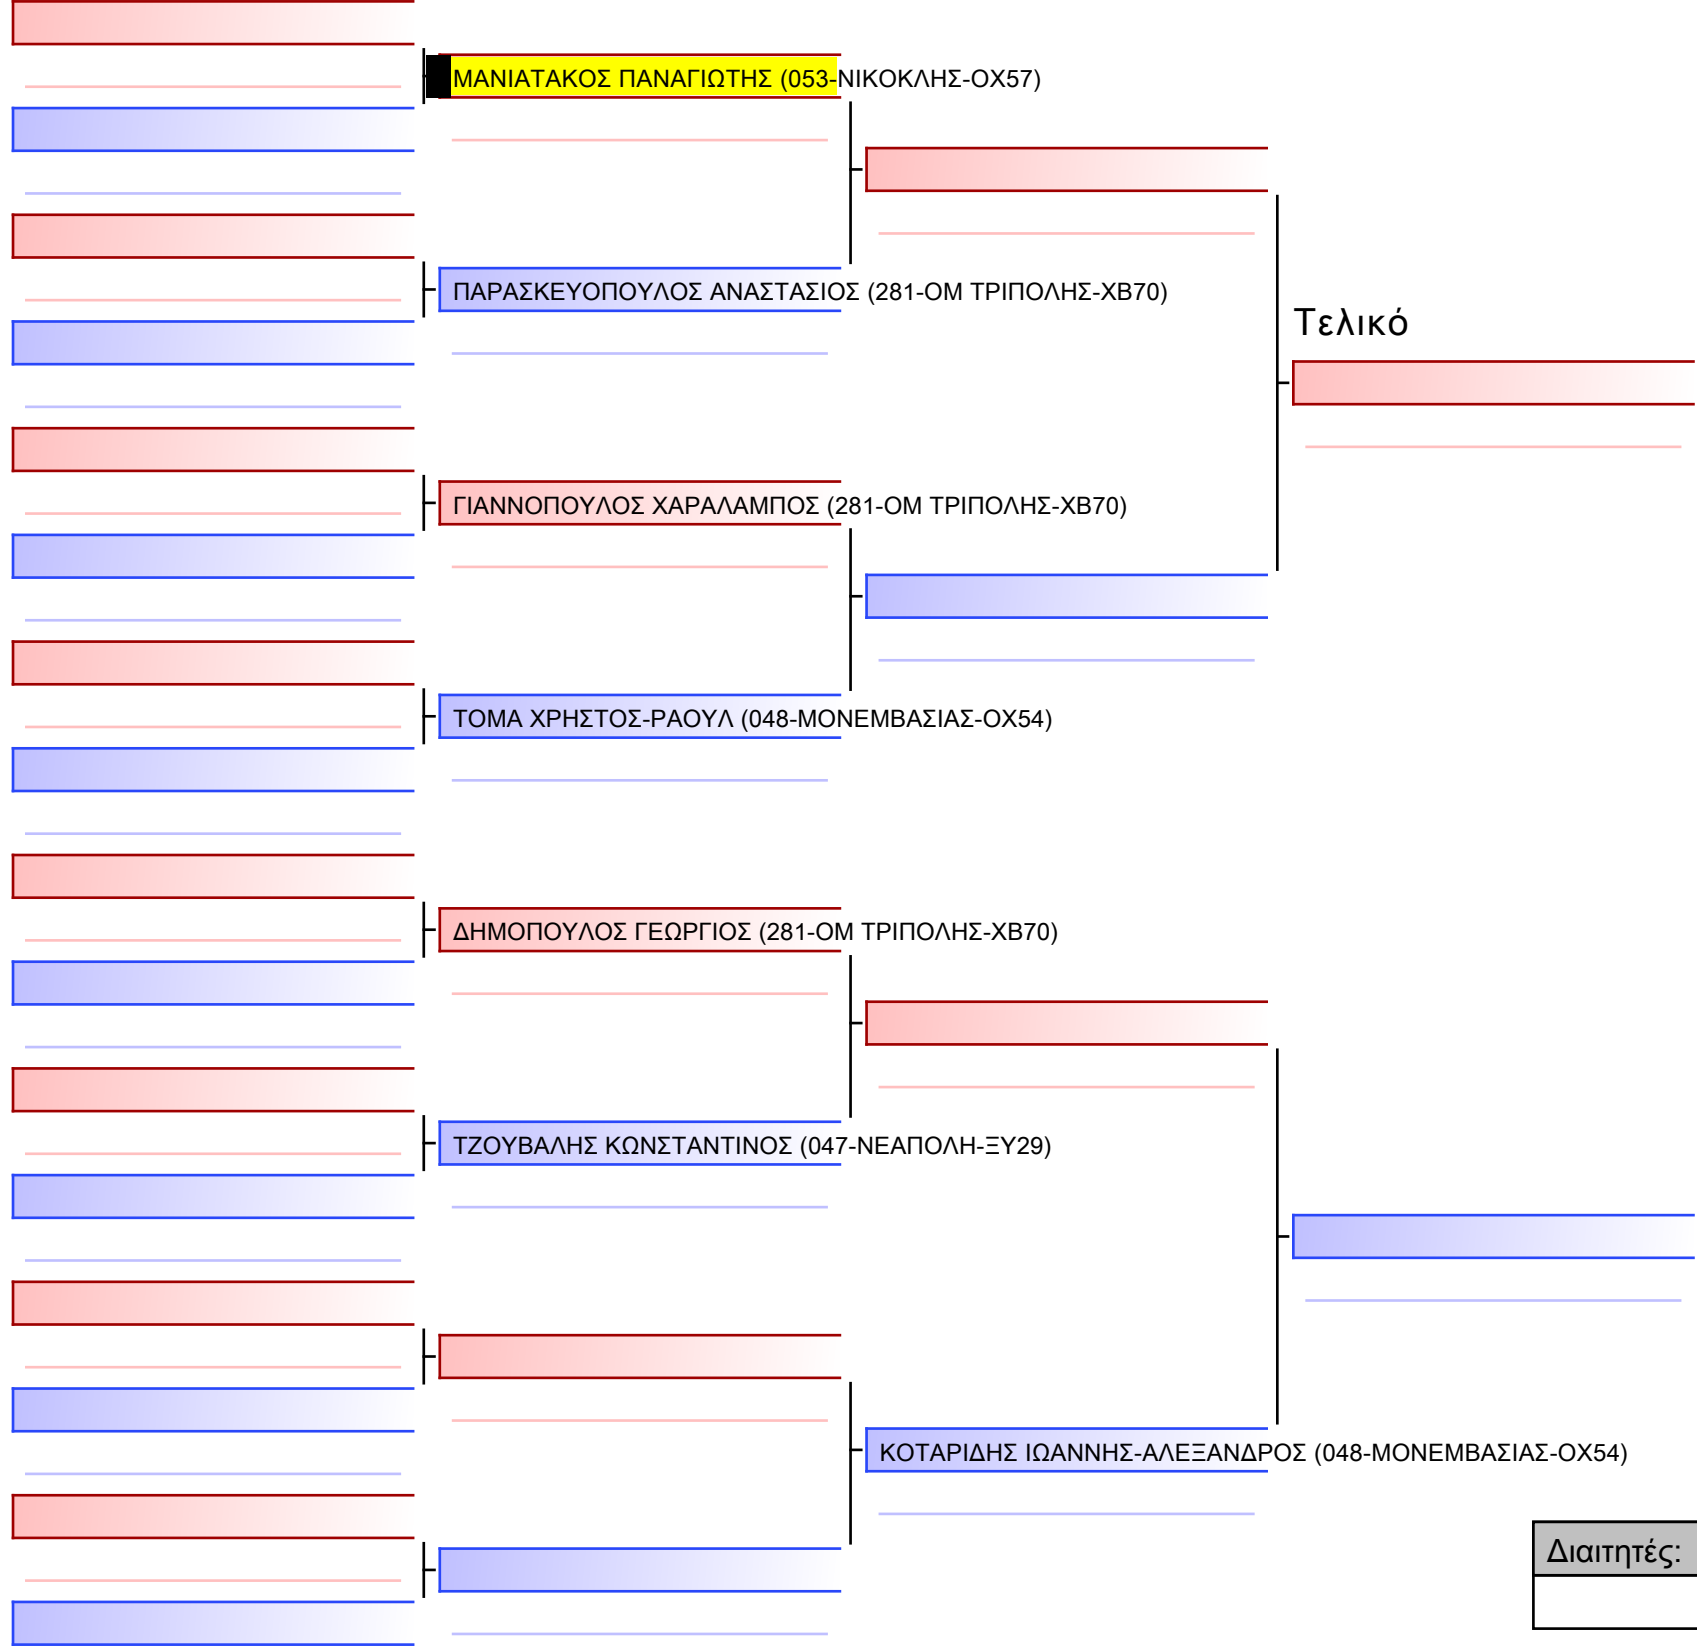 ΜΑΝΙΑΤΑΚΟΣ ΠΑΝΑΓΙΩΤΗΣ (053-ΝΙΚΟΚΛΗΣ-ΟΧ57)
ΠΑΡΑΣΚΕΥΟΠΟΥΛΟΣ ΑΝΑΣΤΑΣΙΟΣ (281-ΟΜ ΤΡΙΠΟΛΗΣ-ΧΒ70)
Τελικό
ΓΙΑΝΝΟΠΟΥΛΟΣ ΧΑΡΑΛΑΜΠΟΣ (281-ΟΜ ΤΡΙΠΟΛΗΣ-ΧΒ70)
ΤΟΜΑ ΧΡΗΣΤΟΣ-ΡΑΟΥΛ (048-ΜΟΝΕΜΒΑΣΙΑΣ-ΟΧ54)
ΔΗΜΟΠΟΥΛΟΣ ΓΕΩΡΓΙΟΣ (281-ΟΜ ΤΡΙΠΟΛΗΣ-ΧΒ70)
ΤΖΟΥΒΑΛΗΣ ΚΩΝΣΤΑΝΤΙΝΟΣ (047-ΝΕΑΠΟΛΗ-ΞΥ29)
ΚΟΤΑΡΙΔΗΣ ΙΩΑΝΝΗΣ-ΑΛΕΞΑΝΔΡΟΣ (048-ΜΟΝΕΜΒΑΣΙΑΣ-ΟΧ54)
Διαιτητές: